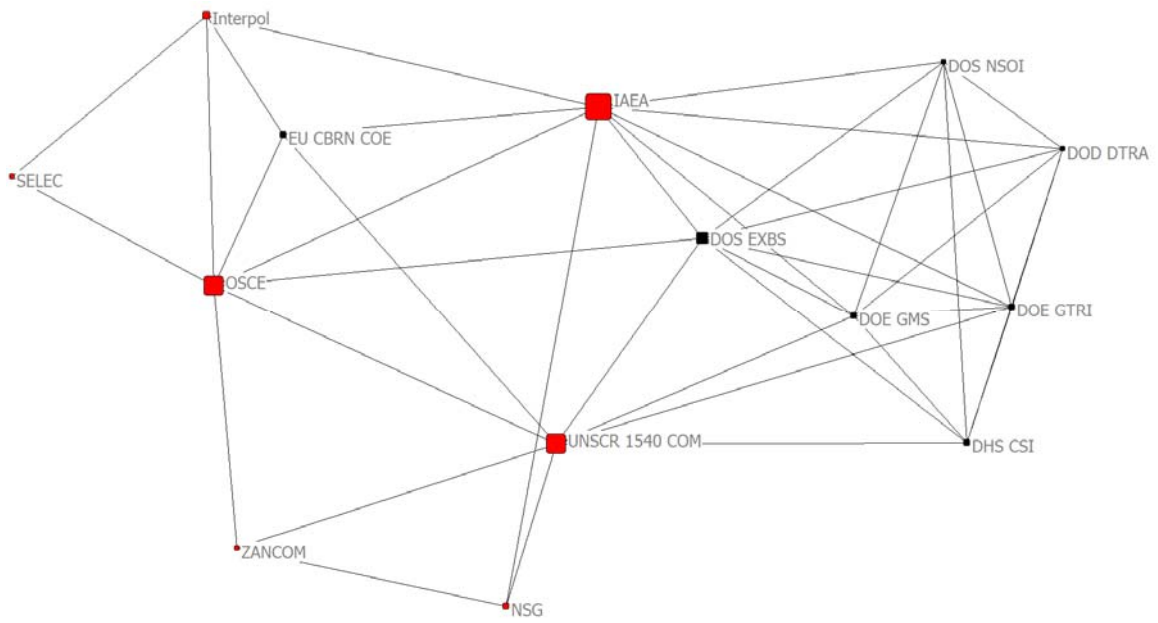 Interpol
DOS NSOI
IAEA
EU CBRN COE
DOD DTRA
SELEC
DOS EXBS
OSCE
DOE GTRI
DOE GMS
UNSCR 1540 COM
DHS CSI
ZANCOM
NSG